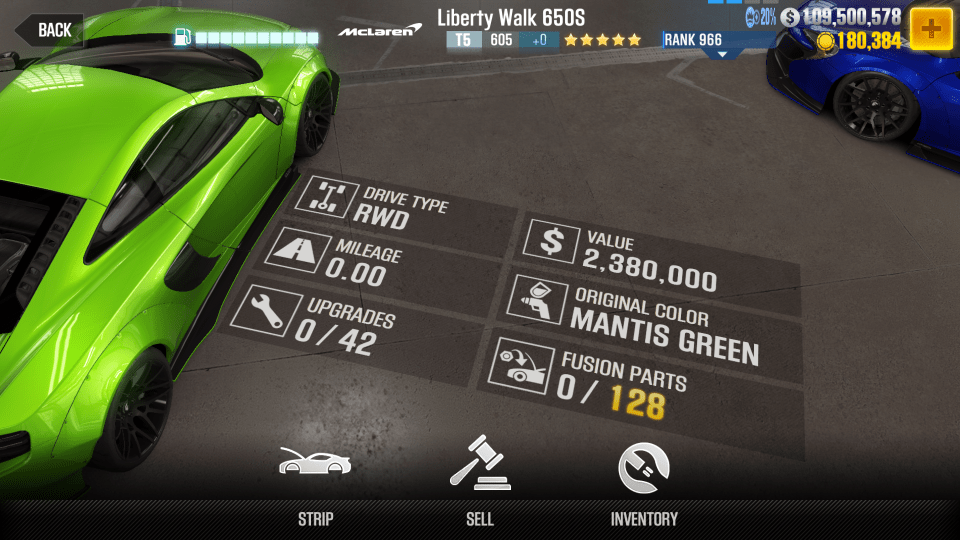 BACK
McLaren
Liberty Walk 650S
T5 605 +0
RANK 966
20%
$ 109,500,578
180,384
+
DRIVE TYPE
RWD
MILEAGE
0.00
UPGRADES
0 / 42
$
VALUE
2,380,000
ORIGINAL COLOR
MANTIS GREEN
FUSION PARTS
0 / 128
STRIP
SELL
INVENTORY